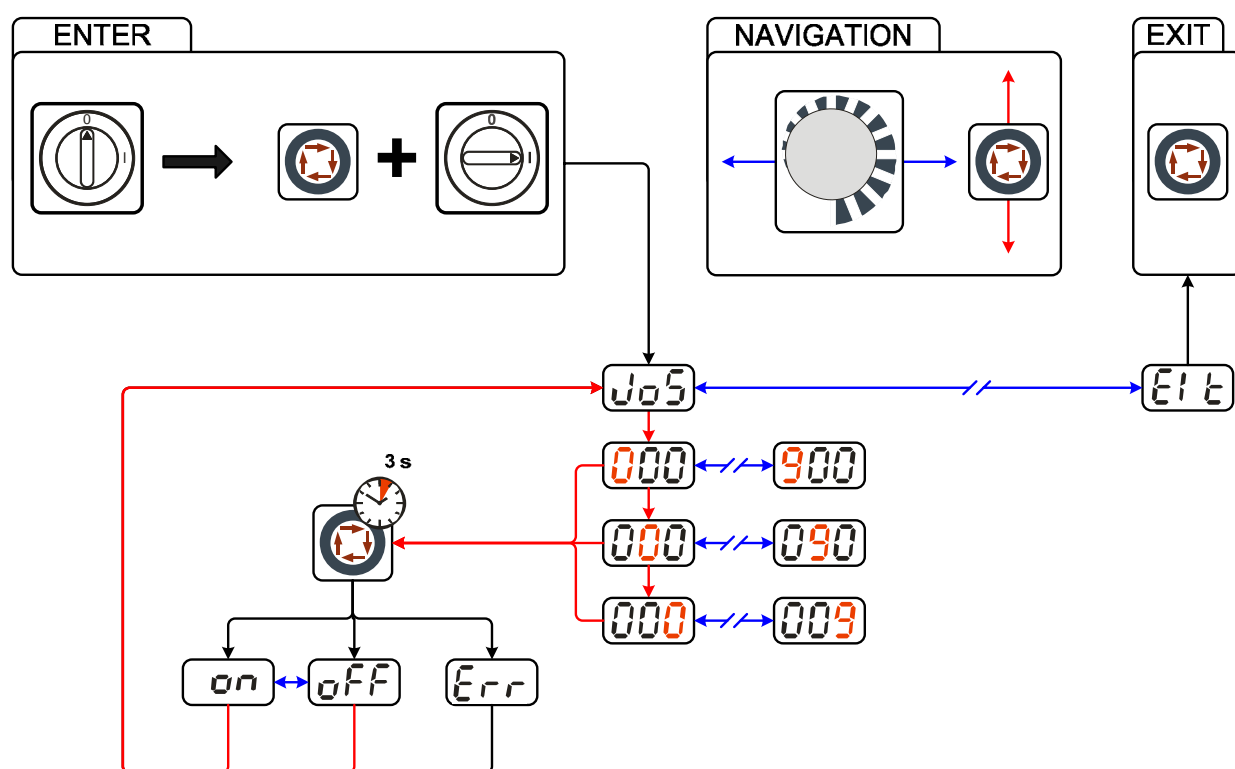 ENTER
NAVIGATION
EXIT
0
I
0
I
JoS
EIt
000
900
3 s
000
090
000
009
on
oFF
Err